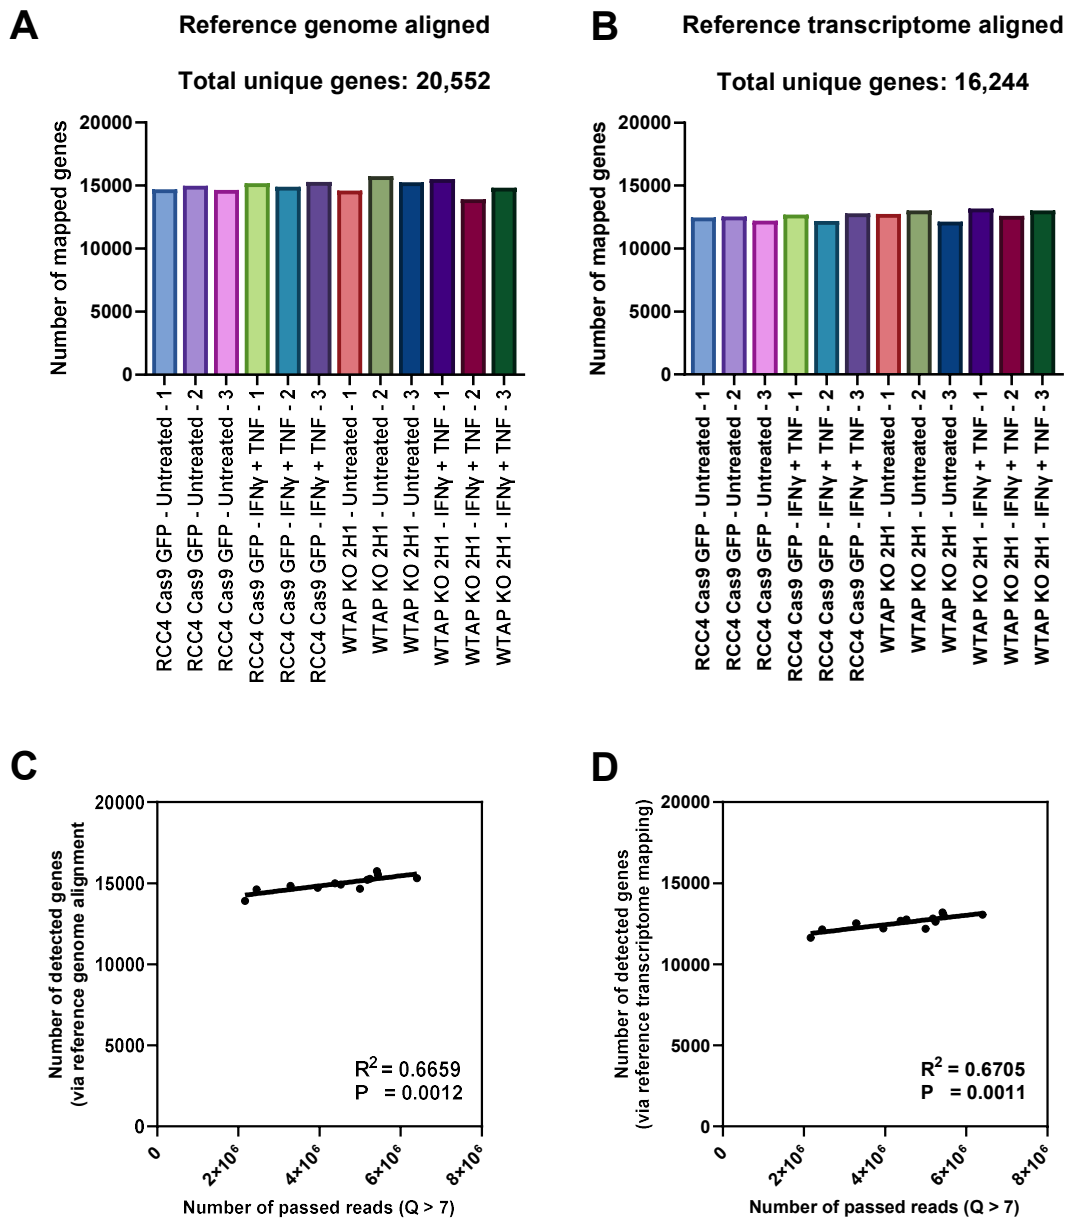 A
Reference genome aligned
Total unique genes: 20,552
Number of mapped genes
20000
15000
10000
5000
0
RCC4 Cas9 GFP - Untreated - 1
RCC4 Cas9 GFP - Untreated - 2
RCC4 Cas9 GFP - Untreated - 3
RCC4 Cas9 GFP - IFNγ + TNF - 1
RCC4 Cas9 GFP - IFNγ + TNF - 2
RCC4 Cas9 GFP - IFNγ + TNF - 3
WTAP KO 2H1 - Untreated - 1
WTAP KO 2H1 - Untreated - 2
WTAP KO 2H1 - Untreated - 3
WTAP KO 2H1 - IFNγ + TNF - 1
WTAP KO 2H1 - IFNγ + TNF - 2
WTAP KO 2H1 - IFNγ + TNF - 3
B
Reference transcriptome aligned
Total unique genes: 16,244
Number of mapped genes
20000
15000
10000
5000
0
RCC4 Cas9 GFP - Untreated - 1
RCC4 Cas9 GFP - Untreated - 2
RCC4 Cas9 GFP - Untreated - 3
RCC4 Cas9 GFP - IFNγ + TNF - 1
RCC4 Cas9 GFP - IFNγ + TNF - 2
RCC4 Cas9 GFP - IFNγ + TNF - 3
WTAP KO 2H1 - Untreated - 1
WTAP KO 2H1 - Untreated - 2
WTAP KO 2H1 - Untreated - 3
WTAP KO 2H1 - IFNγ + TNF - 1
WTAP KO 2H1 - IFNγ + TNF - 2
WTAP KO 2H1 - IFNγ + TNF - 3
C
Number of detected genes
(via reference genome alignment
20000
15000
10000
5000
0
R² = 0.6659
P = 0.0012
0
2×10⁶
4×10⁶
6×10⁶
8×10⁶
Number of passed reads (Q > 7)
D
Number of detected genes
(via reference transcriptome mapping)
20000
15000
10000
5000
0
R² = 0.6705
P = 0.0011
0
2×10⁶
4×10⁶
6×10⁶
8×10⁶
Number of passed reads (Q > 7)